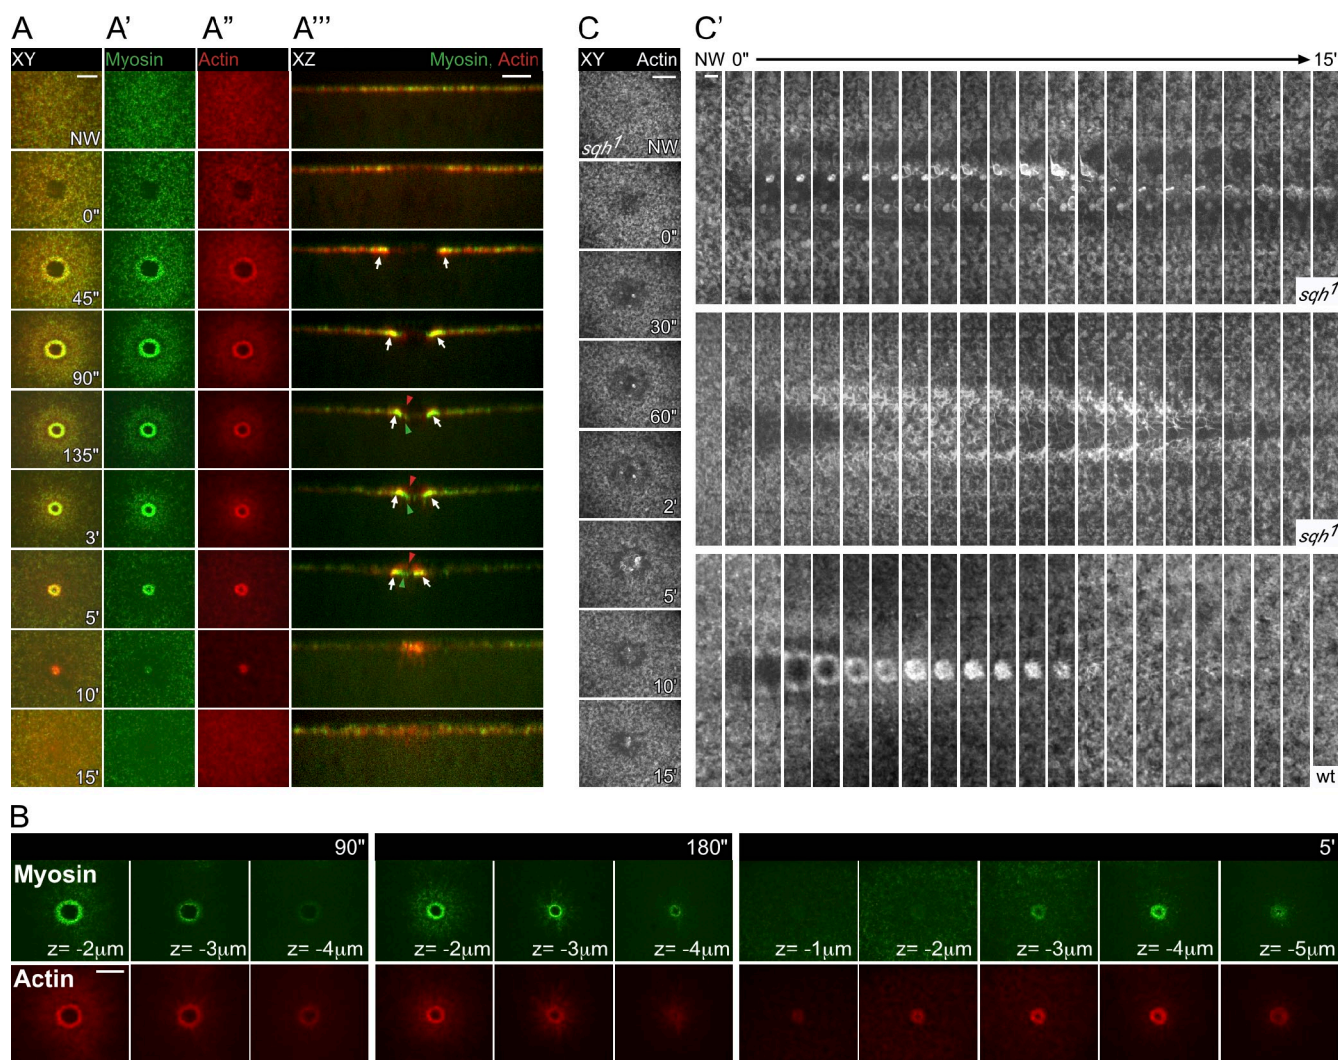 A A' A" A'" C C'
XY Myosin Actin XZ Myosin, Actin XY Actin NW 0" 15'
NW
0"
45"
90"
135"
3'
5'
10'
15'
sqh¹ NW
0"
30"
60"
2'
5'
10'
15'
sqh¹
sqh¹
wt
B
90" 180" 5'
Myosin
z= -2μm z= -3μm z= -4μm z= -2μm z= -3μm z= -4μm z= -1μm z= -2μm z= -3μm z= -4μm z= -5μm
Actin